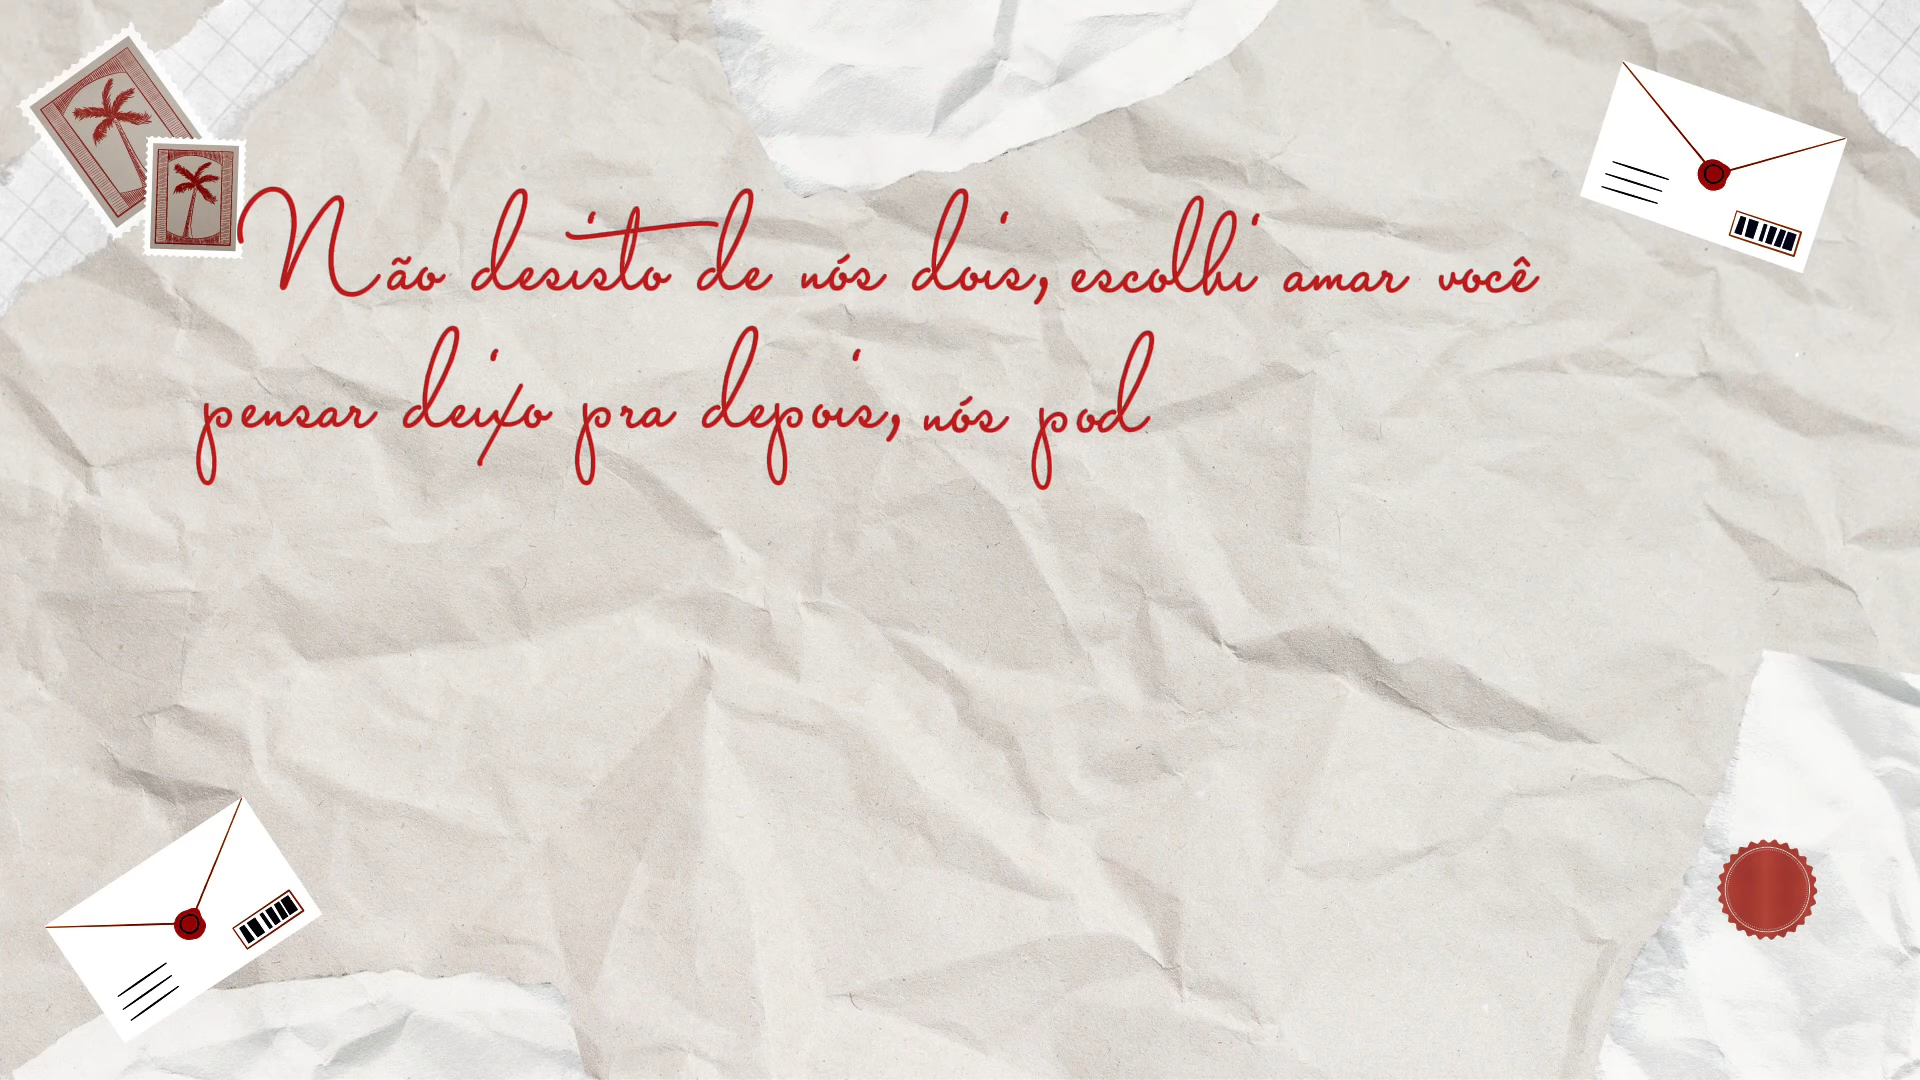 Não desisto de nós dois, escolhi amar você
pensar deixo pra depois, nós pod